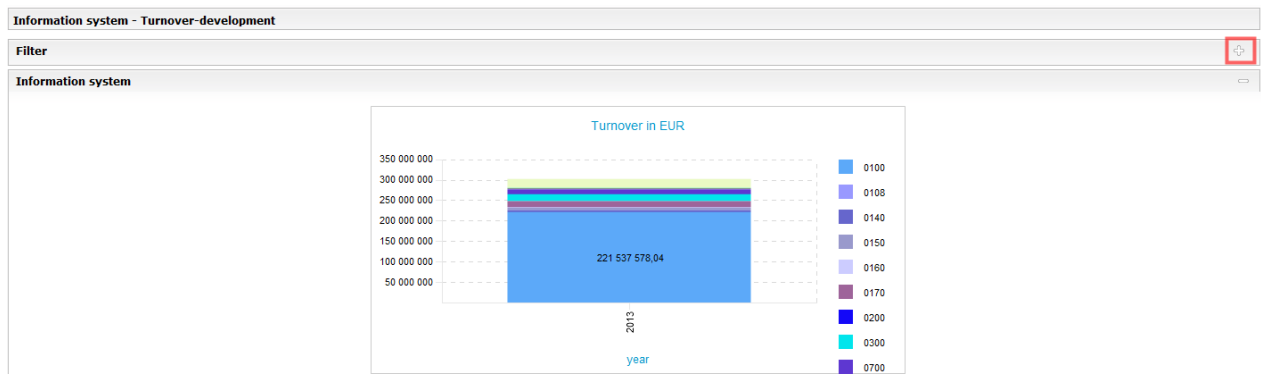 Information system - Turnover-development
Filter
Information system
Turnover in EUR
350 000 000
300 000 000
250 000 000
200 000 000
150 000 000
100 000 000
50 000 000
221 537 578,04
2013
year
0100
0108
0140
0150
0160
0170
0200
0300
0700